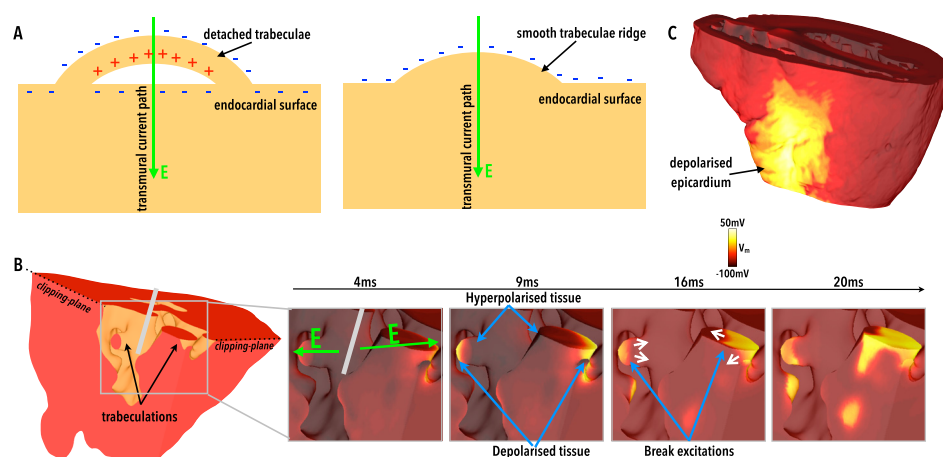 A
detached trabeculae
endocardial surface
transmural current path
E
smooth trabeculae ridge
endocardial surface
transmural current path
E
C
depolarised
epicardium
50mV
Vm
-100mV
B
clipping-plane
clipping-plane
trabeculations
4ms
9ms
16ms
20ms
Hyperpolarised tissue
E
E
Depolarised tissue
Break excitations